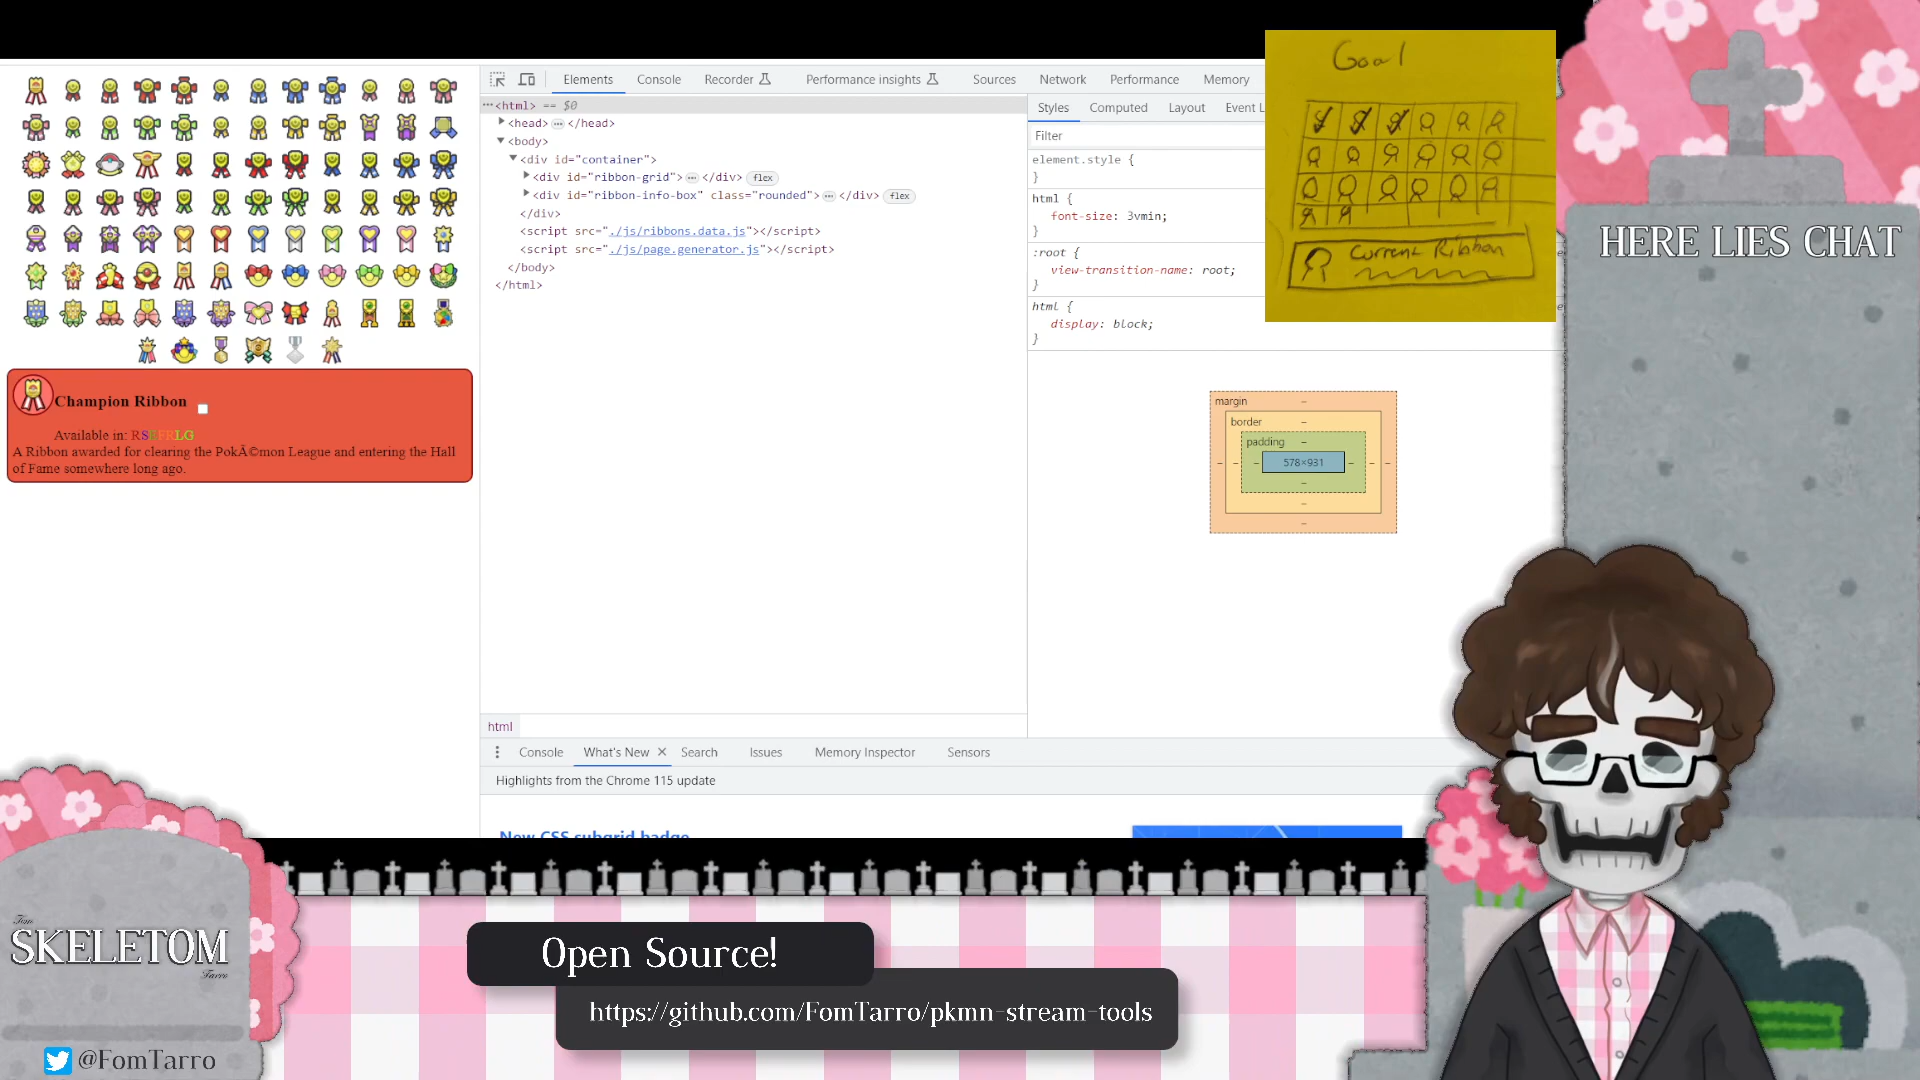 Elements
Console
Recorder
Performance insights
Sources
Network
Performance
Memory
<html> == $0
<head> </head>
<body>
<div id="container">
<div id="ribbon-grid"> </div> flex
<div id="ribbon-info-box" class="rounded"> </div> flex
</div>
<script src="./js/ribbons.data.js"></script>
<script src="./js/page.generator.js"></script>
</body>
</html>
html
Styles
Computed
Layout
Event L
Filter
element.style {
}
html {
font-size: 3vmin;
}
:root {
view-transition-name: root;
}
html {
display: block;
}
margin
border
padding
578×931
Goal
Current Ribbon
Champion Ribbon
Available in: RSEFRLG
A Ribbon awarded for clearing the PokÃ©mon League and entering the Hall
of Fame somewhere long ago.
Console
What's New
Search
Issues
Memory Inspector
Sensors
Highlights from the Chrome 115 update
New CSS subgrid badge
HERE LIES CHAT
SKELETOM
Tarro
@FomTarro
Open Source!
https://github.com/FomTarro/pkmn-stream-tools